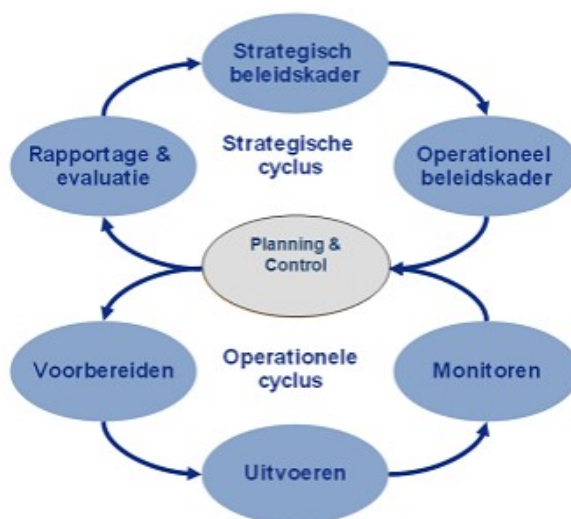 Strategisch
beleidskader
Rapportage &
evaluatie
Strategische
cyclus
Operationeel
beleidskader
Planning &
Control
Voorbereiden
Operationele
cyclus
Monitoren
Uitvoeren